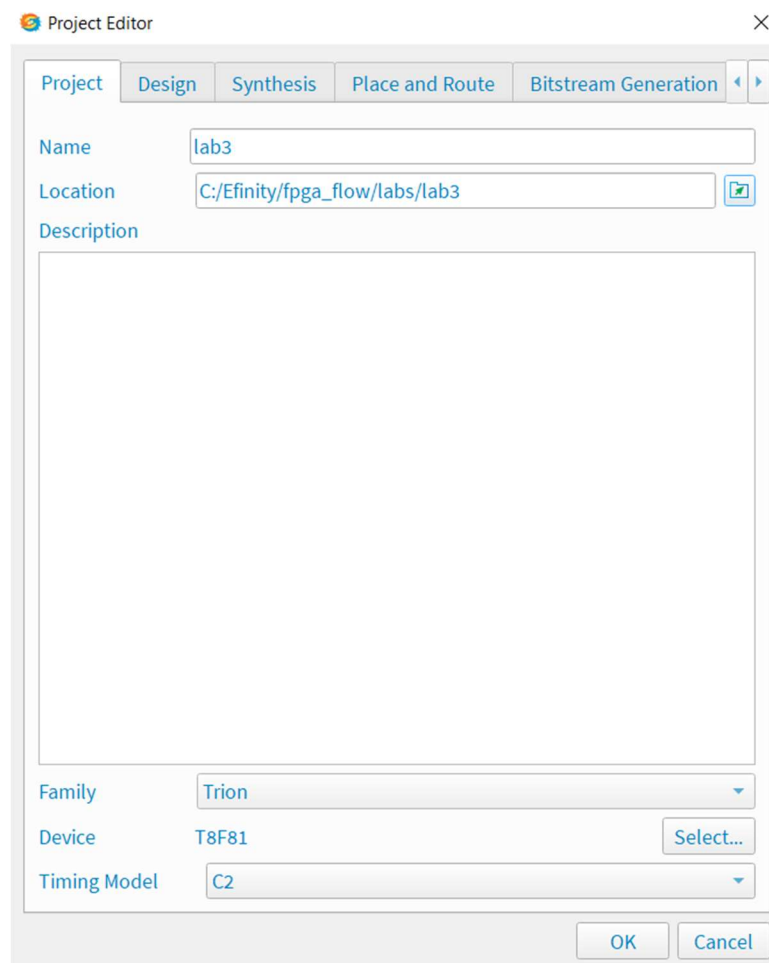 Project Editor
Project Design Synthesis Place and Route Bitstream Generation
Name lab3
Location C:/Efinity/fpga_flow/labs/lab3
Description
Family Trion
Device T8F81 Select...
Timing Model C2
OK Cancel